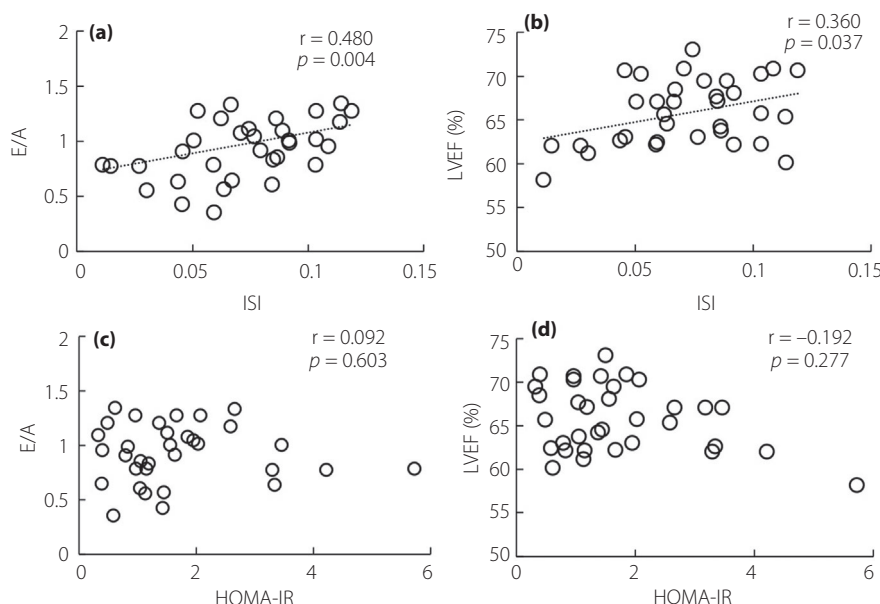 (a)
r = 0.480
p = 0.004
2
1.5
1
0.5
0
E/A
0
0.05
0.1
0.15
ISI
(b)
r = 0.360
p = 0.037
75
70
65
60
55
50
LVEF (%)
0
0.05
0.1
0.15
ISI
(c)
r = 0.092
p = 0.603
2
1.5
1
0.5
0
E/A
0
2
4
6
HOMA-IR
(d)
r = –0.192
p = 0.277
75
70
65
60
55
50
LVEF (%)
0
2
4
6
HOMA-IR